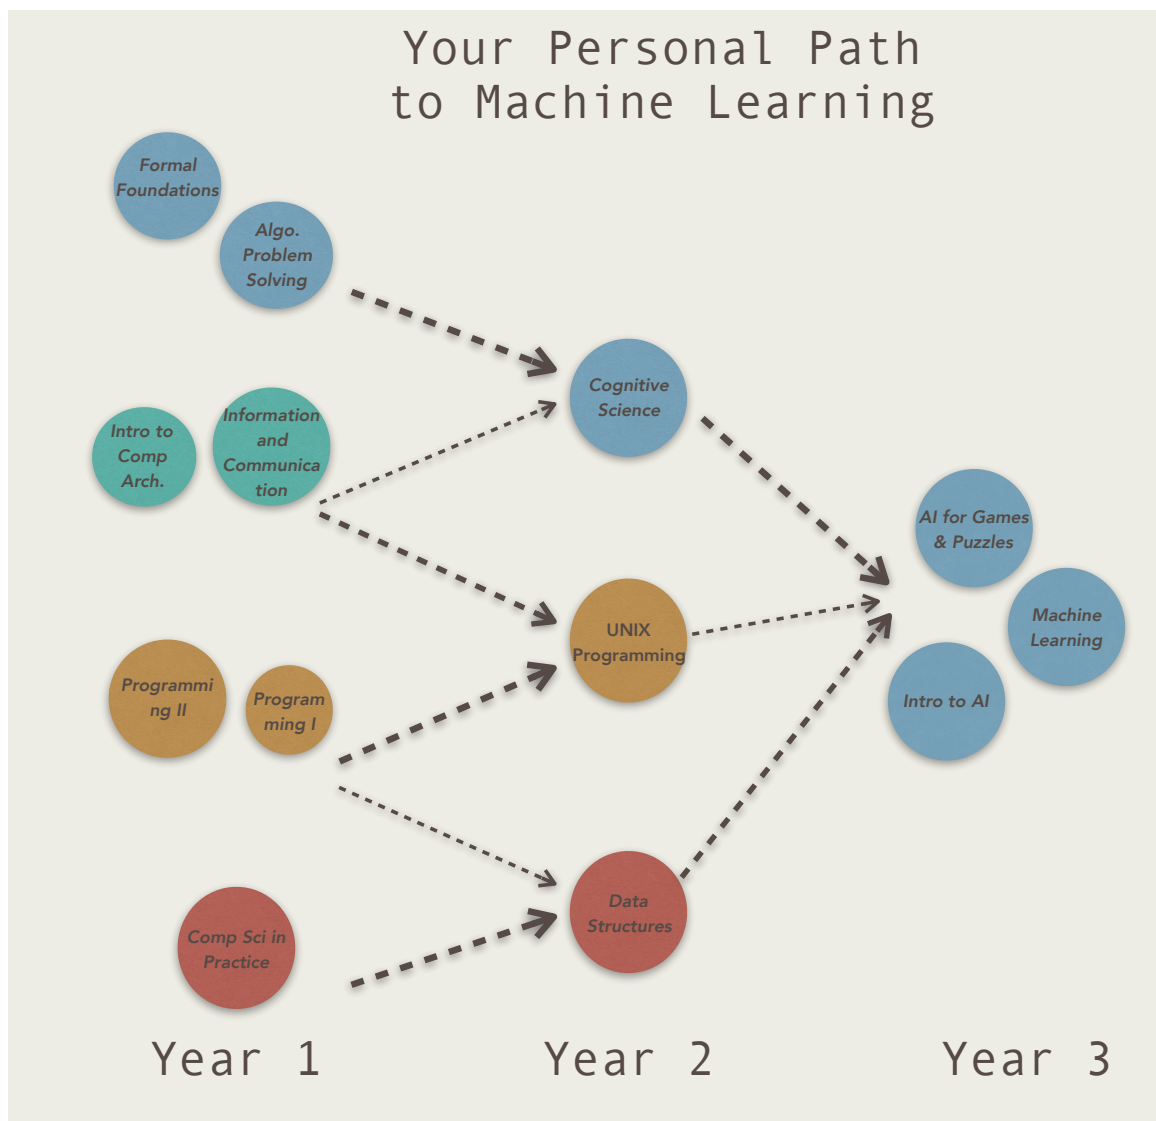 Your Personal Path
to Machine Learning
Formal
Foundations
Algo.
Problem
Solving
Intro to
Comp
Arch.
Information
and
Communica
tion
Programmi
ng II
Program
ming I
Comp Sci in
Practice
Cognitive
Science
UNIX
Programming
Data
Structures
AI for Games
& Puzzles
Machine
Learning
Intro to AI
Year 1
Year 2
Year 3